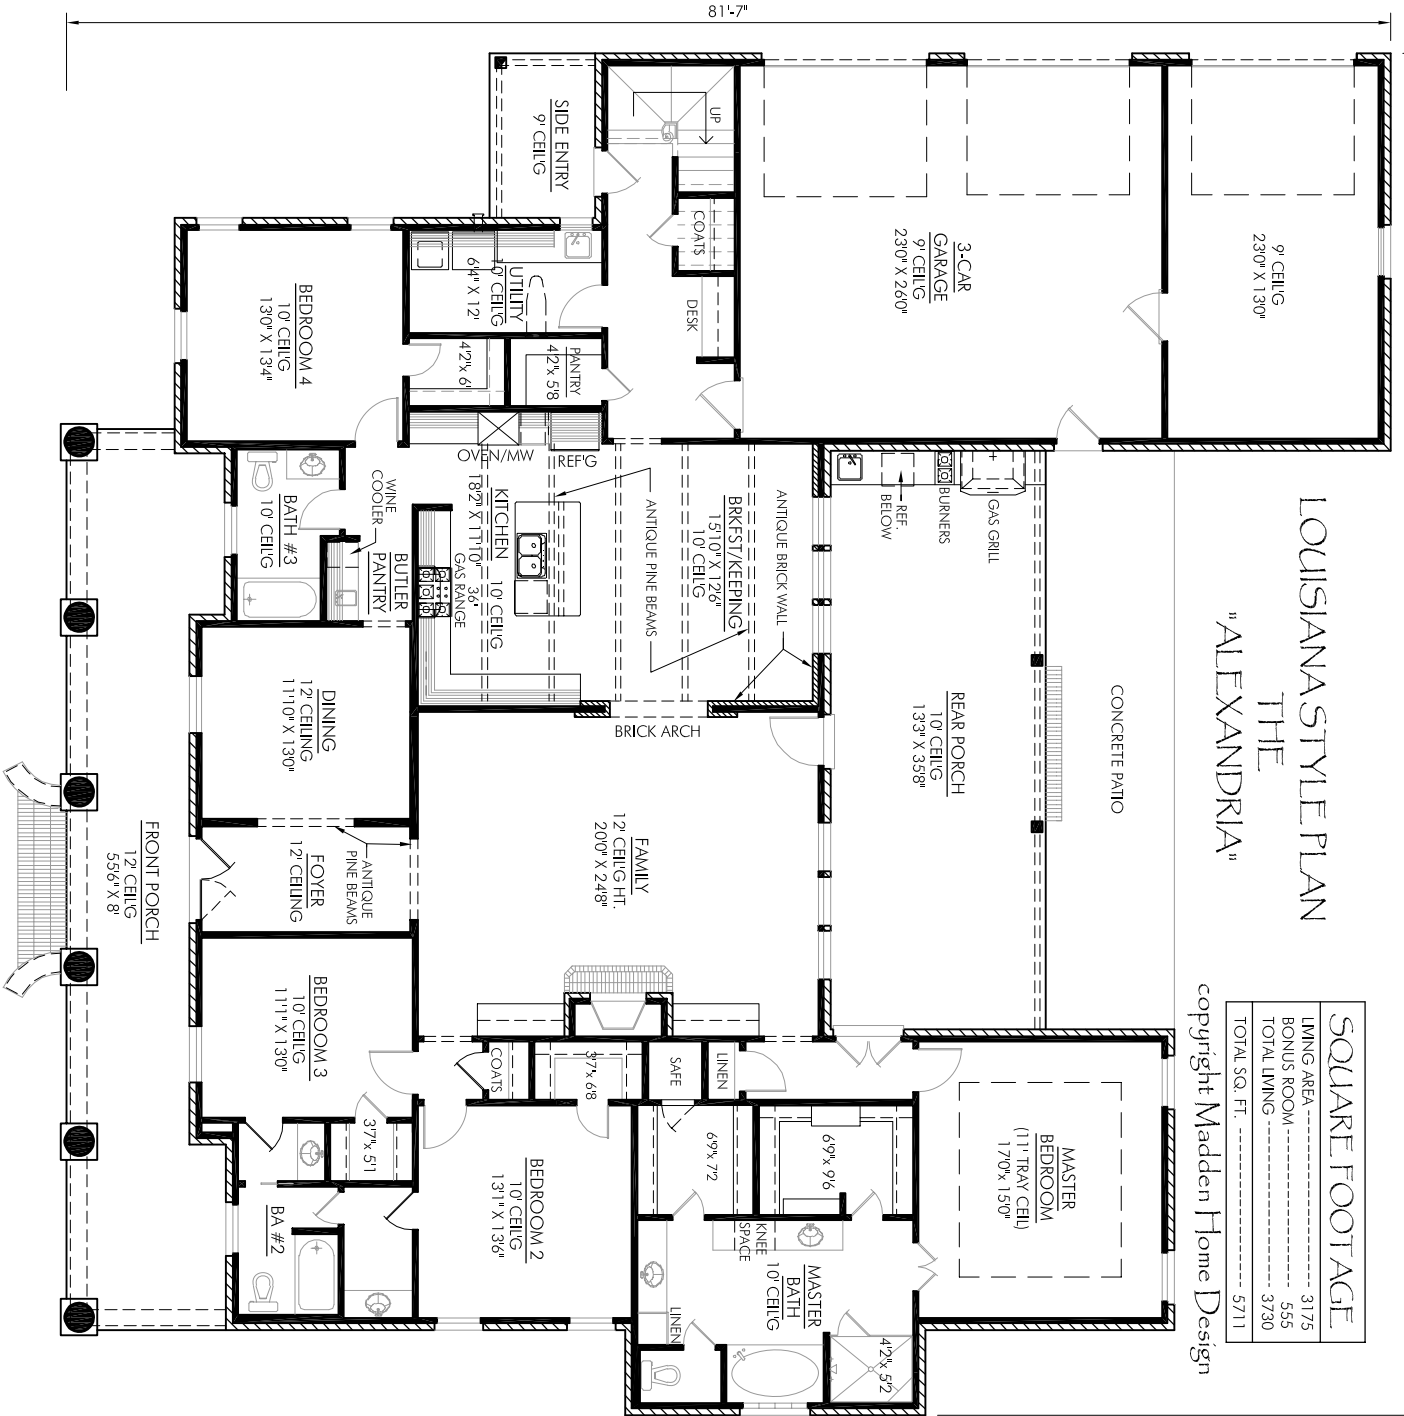 81'-7"
LOUISIANA STYLE PLAN
THE
"ALEXANDRIA"
SQUARE FOOTAGE
LIVING AREA ---------------- 3175
BONUS ROOM ---------------- 555
TOTAL LIVING ---------------- 3730
TOTAL SQ. FT. ---------------- 5711
copyright Madden Home Design
9' CEIL'G
23'0" X 13'0"
3-CAR
GARAGE
9' CEIL'G
23'0" X 26'0"
CONCRETE PATIO
REAR PORCH
10' CEIL'G
13'3" X 35'8"
GAS GRILL
BURNERS
REF.
BELOW
MASTER
BEDROOM
(11' TRAY CEIL)
17'0"x 15'0"
SIDE ENTRY
9' CEIL'G
UP
COATS
DESK
UTILITY
10' CEIL'G
6'4" X 12'
PANTRY
4'2"x 5'8
4'2"x 6'
BEDROOM 4
10' CEIL'G
13'0" X 13'4"
ANTIQUE BRICK WALL
BRKFST/KEEPING
15'10" X 12'6"
10' CEIL'G
ANTIQUE PINE BEAMS
REF'G
OVEN/MW
KITCHEN 10' CEIL'G
18'2" X 11'10"
36'
GAS RANGE
BRICK ARCH
WINE
COOLER
BUTLER
PANTRY
BATH #3
10' CEIL'G
FAMILY
12' CEIL'G HT.
20'0" X 24'8"
DINING
12' CEILING
11'10" X 13'0"
ANTIQUE
PINE BEAMS
FOYER
12' CEILING
FRONT PORCH
12' CEIL'G
55'6" X 8'
BEDROOM 3
10' CEIL'G
11'1" X 13'0"
LINEN
SAFE
3'7"x 6'8
COATS
6'9"x 9'6
6'9"x 7'2
3'7"x 5'1
BEDROOM 2
10' CEIL'G
13'1" X 13'6"
BA #2
KNEE
SPACE
MASTER
BATH
10' CEIL'G
LINEN
4'2"x 5'2